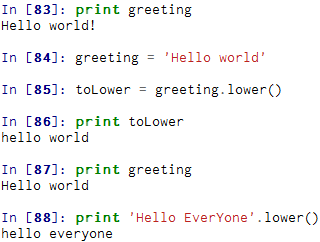 In [83]: print greeting
Hello world!
In [84]: greeting = 'Hello world'
In [85]: toLower = greeting.lower()
In [86]: print toLower
hello world
In [87]: print greeting
Hello world
In [88]: print 'Hello EverYone'.lower()
hello everyone